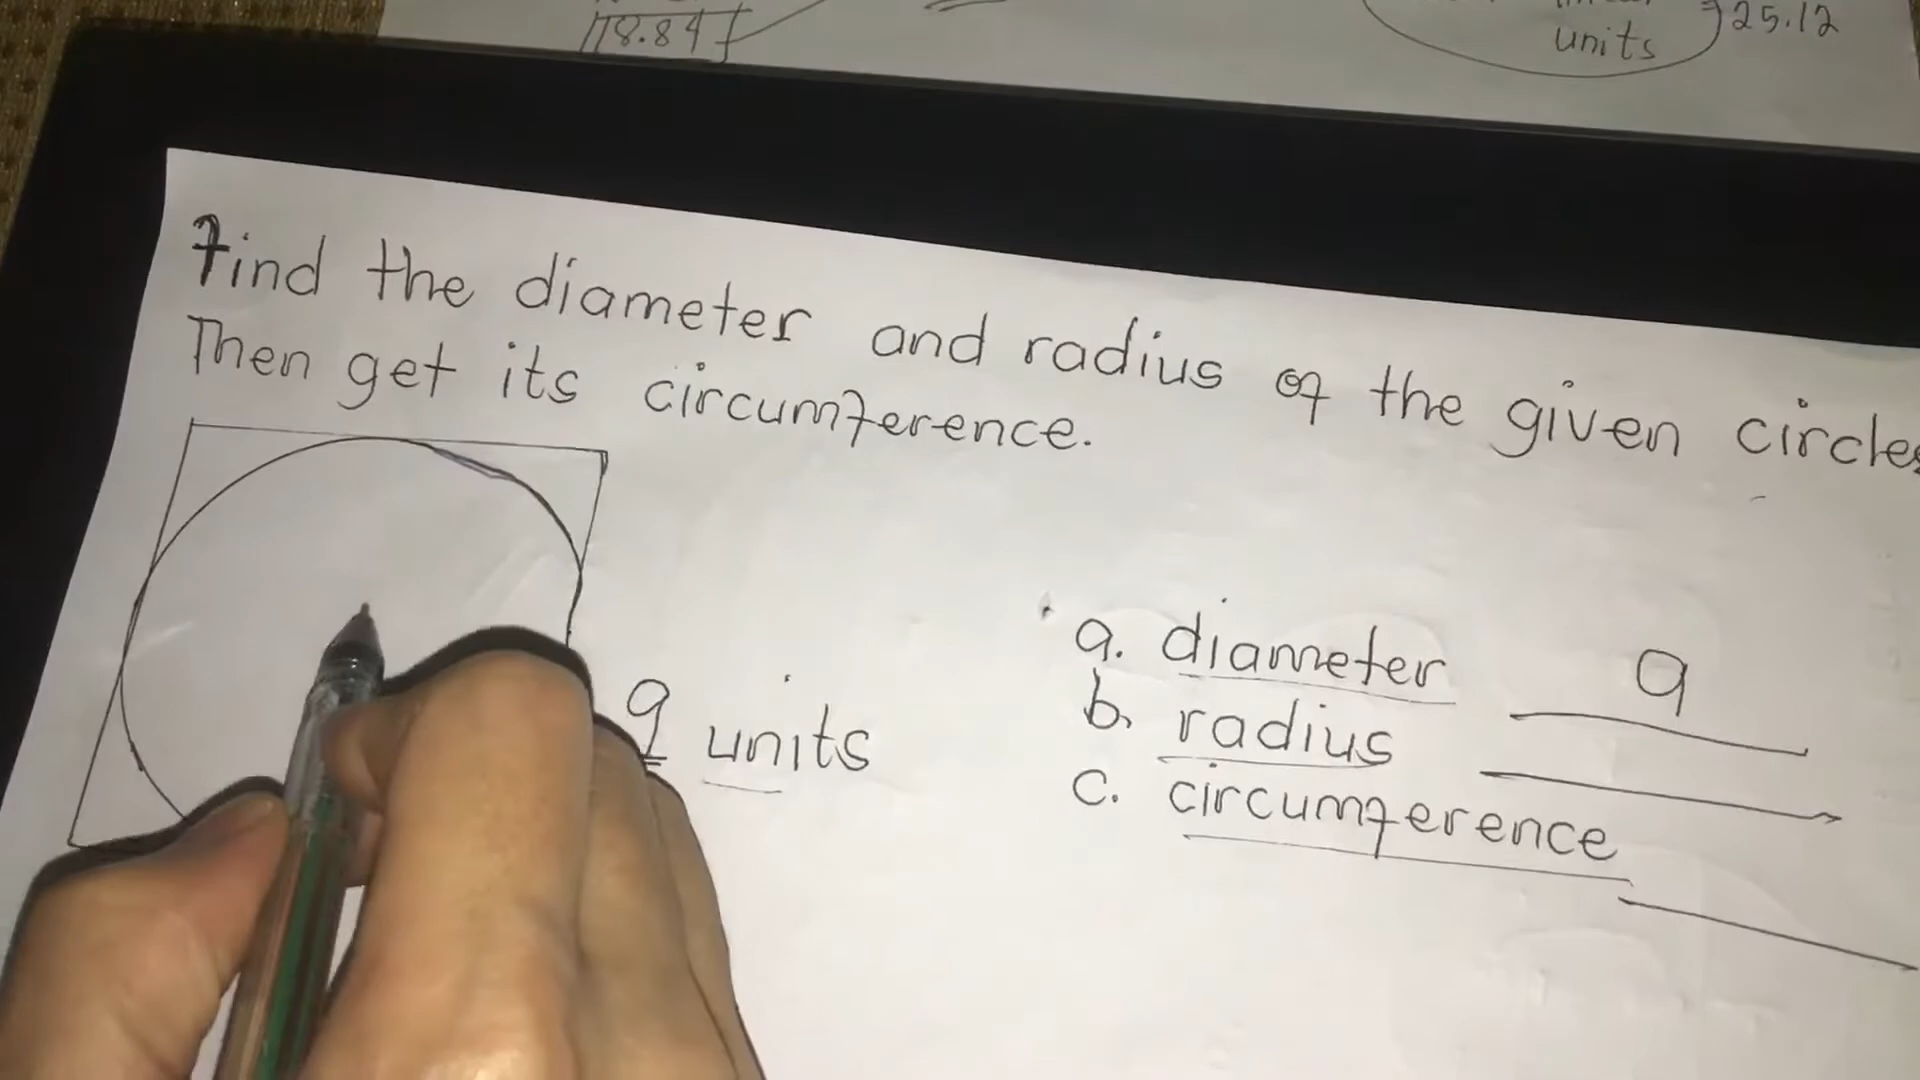 18.84
units
25.12
Find the diameter and radius of the given circles
Then get its circumference.
9 units
a. diameter 9
b. radius
c. circumference